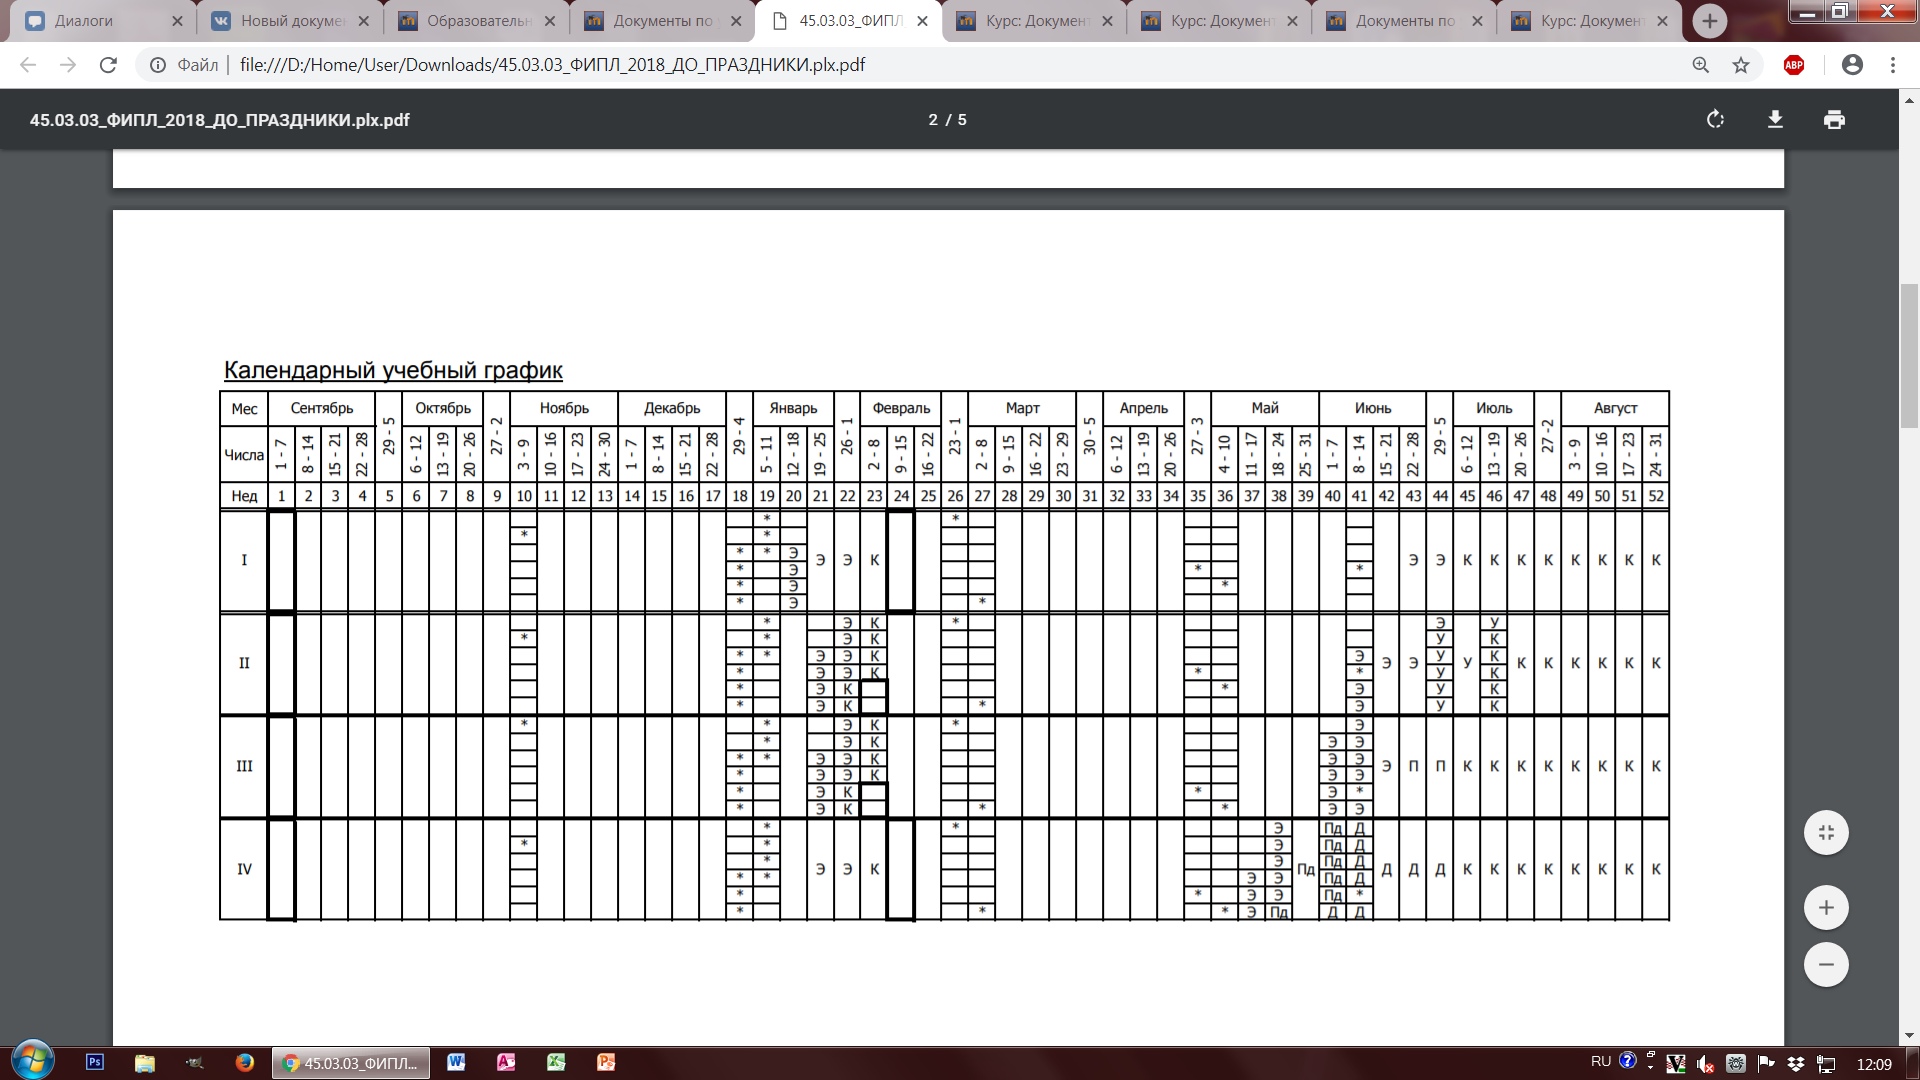 Диалоги
Новый докумен
Образователь
Документы по
45.03.03_ФИПЛ
Курс: Документ
Курс: Документ
Документы по
Курс: Документ
Файл file:///D:/Home/User/Downloads/45.03.03_ФИПЛ_2018_ДО_ПРАЗДНИКИ.plx.pdf
ABP
45.03.03_ФИПЛ_2018_ДО_ПРАЗДНИКИ.plx.pdf
2 / 5
Календарный учебный график
Мес Сентябрь 29 - 5 Октябрь 27 - 2 Ноябрь Декабрь 29 - 4 Январь 26 - 1 Февраль 23 - 1 Март 30 - 5 Апрель 27 - 3 Май Июнь 29 - 5 Июль 27 -2 Август
Числа 1 - 7 8 - 14 15 - 21 22 - 28 6 - 12 13 - 19 20 - 26 3 - 9 10 - 16 17 - 23 24 - 30 1 - 7 8 - 14 15 - 21 22 - 28 5 - 11 12 - 18 19 - 25 2 - 8 9 - 15 16 - 22 2 - 8 9 - 15 16 - 22 23 - 29 6 - 12 13 - 19 20 - 26 4 - 10 11 - 17 18 - 24 25 - 31 1 - 7 8 - 14 15 - 21 22 - 28 6 - 12 13 - 19 20 - 26 3 - 9 10 - 16 17 - 23 24 - 31
Нед 1 2 3 4 5 6 7 8 9 10 11 12 13 14 15 16 17 18 19 20 21 22 23 24 25 26 27 28 29 30 31 32 33 34 35 36 37 38 39 40 41 42 43 44 45 46 47 48 49 50 51 52
* *
* *
* * Э
I Э Э К Э Э К К К К К К К К
* Э * *
* Э *
* Э *
* Э К * Э У
* * Э К У К
* * Э Э К Э У К
II Э Э У К К К К К К
* Э Э К * * У К
* Э К * Э У К
* Э К * Э У К
* * Э К * Э
* Э К Э Э
* * Э Э К Э Э
III Э П П К К К К К К К К
* Э Э К Э Э
* Э К * Э *
* Э К * * Э Э
* * Э Пд Д
* * Э Пд Д
* Э Пд Д
IV Э Э К Пд Д Д Д К К К К К К К К
* * Э Э Пд Д
* * Э Э Пд *
* * * Э Пд Д Д
45.03.03_ФИПЛ...
RU
12:09